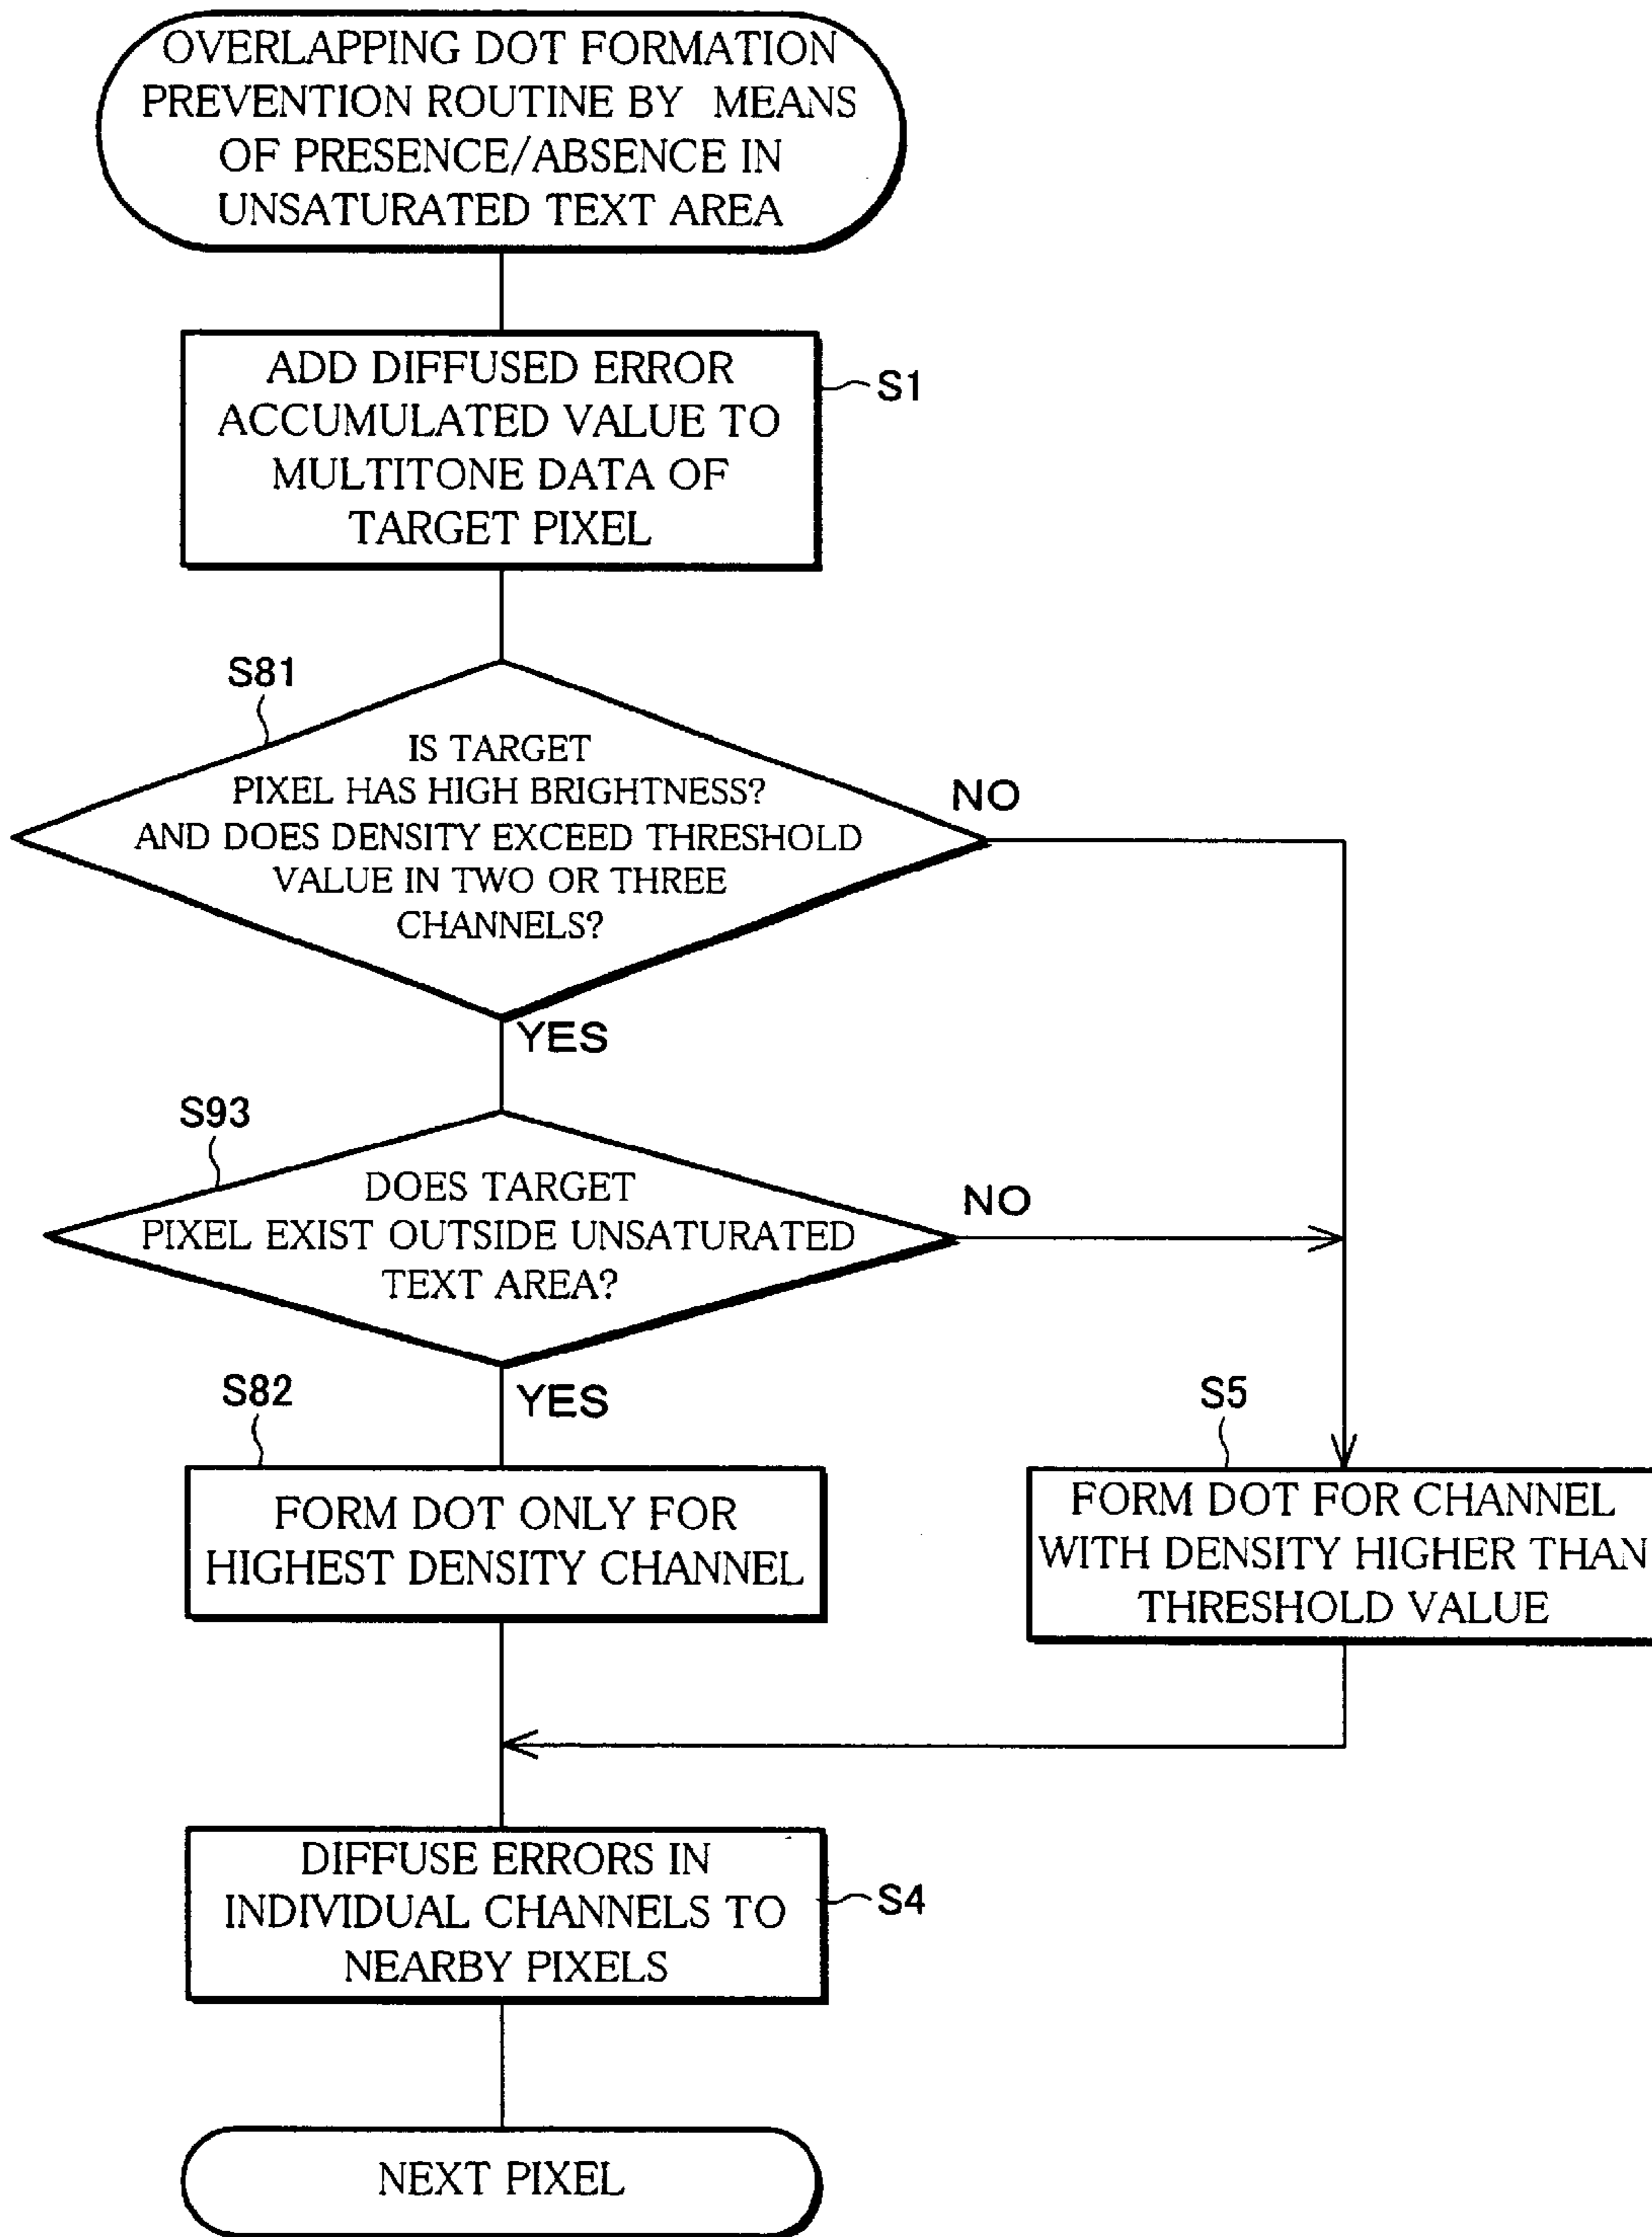 OVERLAPPING DOT FORMATION
PREVENTION ROUTINE BY MEANS
OF PRESENCE/ABSENCE IN
UNSATURATED TEXT AREA
ADD DIFFUSED ERROR
ACCUMULATED VALUE TO
MULTITONE DATA OF
TARGET PIXEL
S1
S81
IS TARGET
PIXEL HAS HIGH BRIGHTNESS?
AND DOES DENSITY EXCEED THRESHOLD
VALUE IN TWO OR THREE
CHANNELS?
NO
YES
S93
DOES TARGET
PIXEL EXIST OUTSIDE UNSATURATED
TEXT AREA?
NO
YES
S82
FORM DOT ONLY FOR
HIGHEST DENSITY CHANNEL
S5
FORM DOT FOR CHANNEL
WITH DENSITY HIGHER THAN
THRESHOLD VALUE
DIFFUSE ERRORS IN
INDIVIDUAL CHANNELS TO
NEARBY PIXELS
S4
NEXT PIXEL